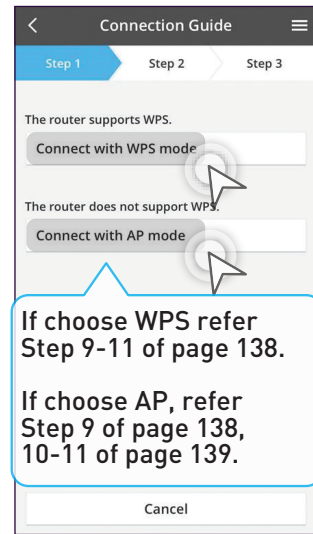 Connection Guide
Step 1 Step 2 Step 3
The router supports WPS.
Connect with WPS mode
The router does not support WPS.
Connect with AP mode
If choose WPS refer
Step 9-11 of page 138.
If choose AP, refer
Step 9 of page 138,
10-11 of page 139.
Cancel